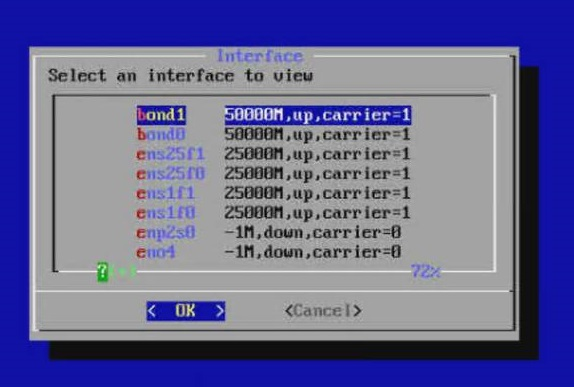 Interface
Select an interface to view
bond1 50000M,up,carrier=1
bond0 50000M,up,carrier=1
ens25f1 25000M,up,carrier=1
ens25f0 25000M,up,carrier=1
ens1f1 25000M,up,carrier=1
ens1f0 25000M,up,carrier=1
enp2s0 -1M,down,carrier=0
eno4 -1M,down,carrier=0
72%
< OK > <Cancel>